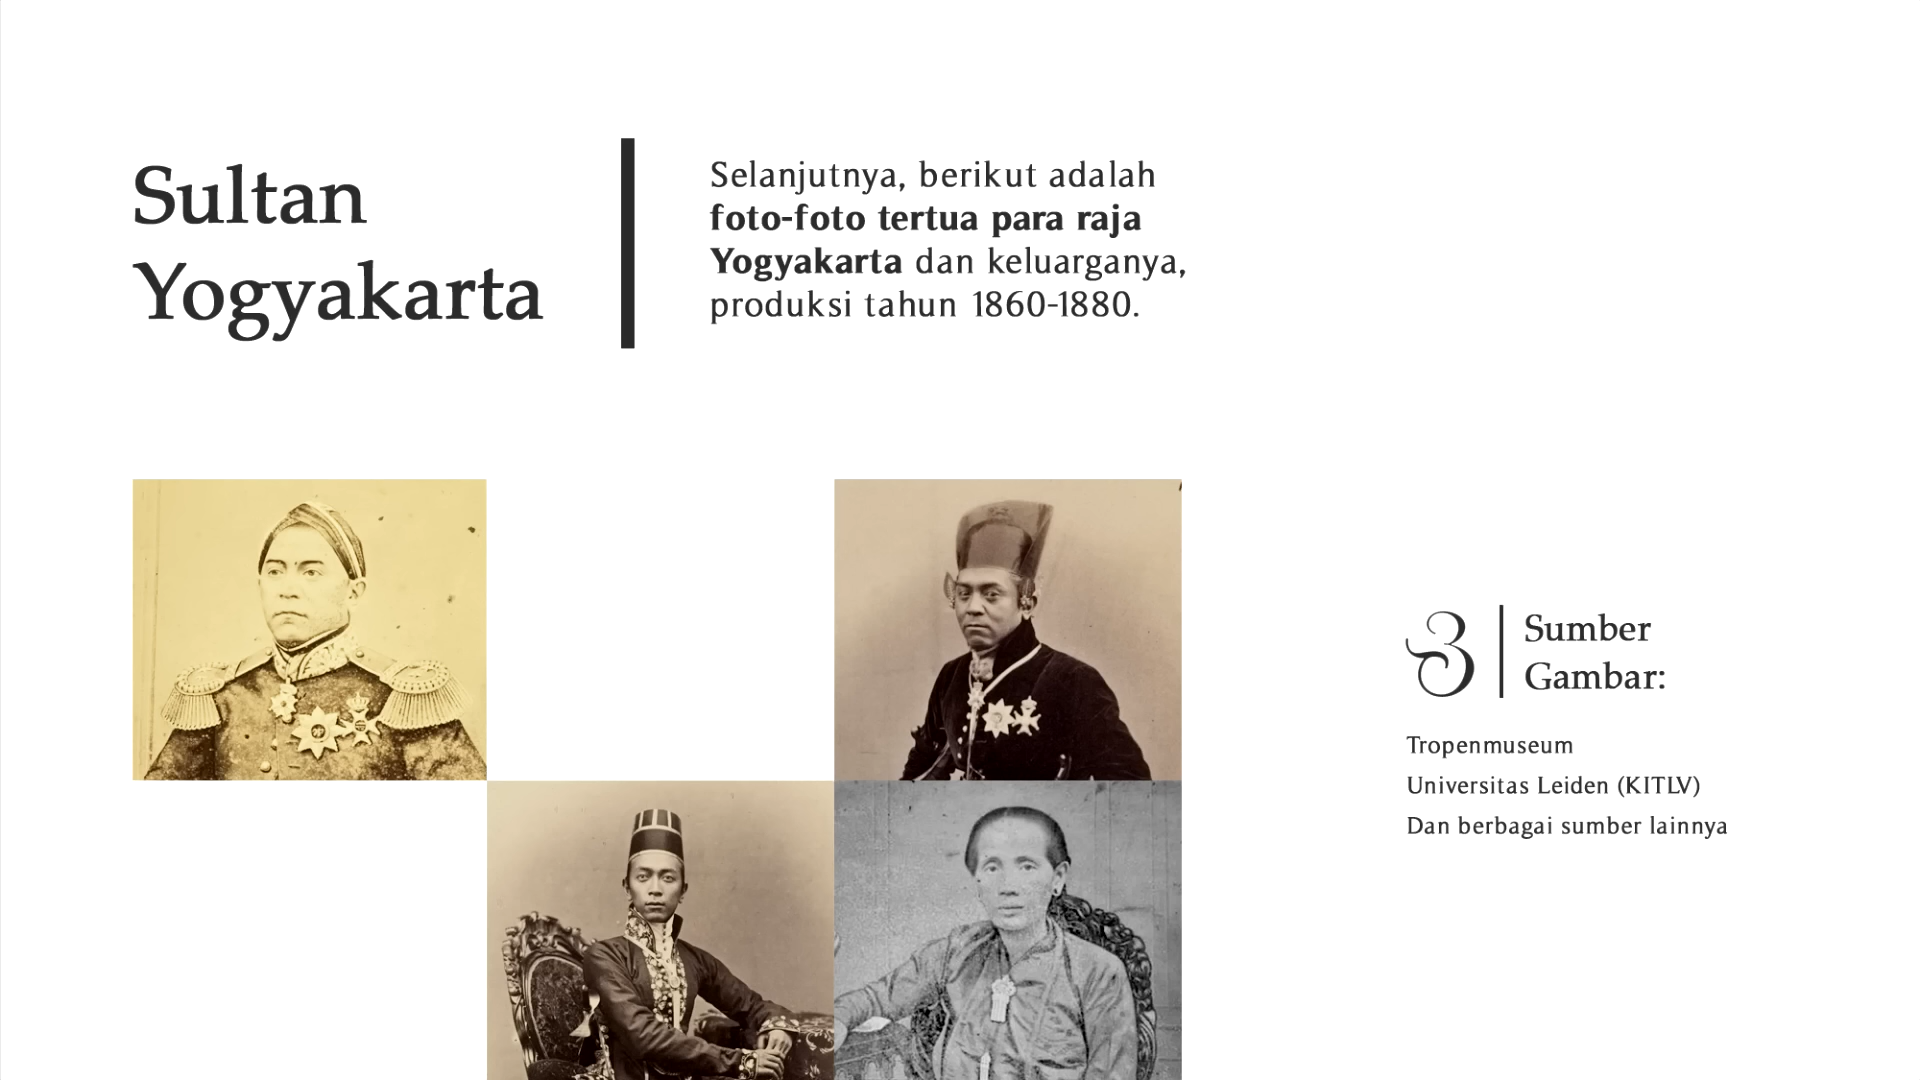 Sultan
Yogyakarta
Selanjutnya, berikut adalah
foto-foto tertua para raja
Yogyakarta dan keluarganya,
produksi tahun 1860-1880.
Sumber
Gambar:
Tropenmuseum
Universitas Leiden (KITLV)
Dan berbagai sumber lainnya